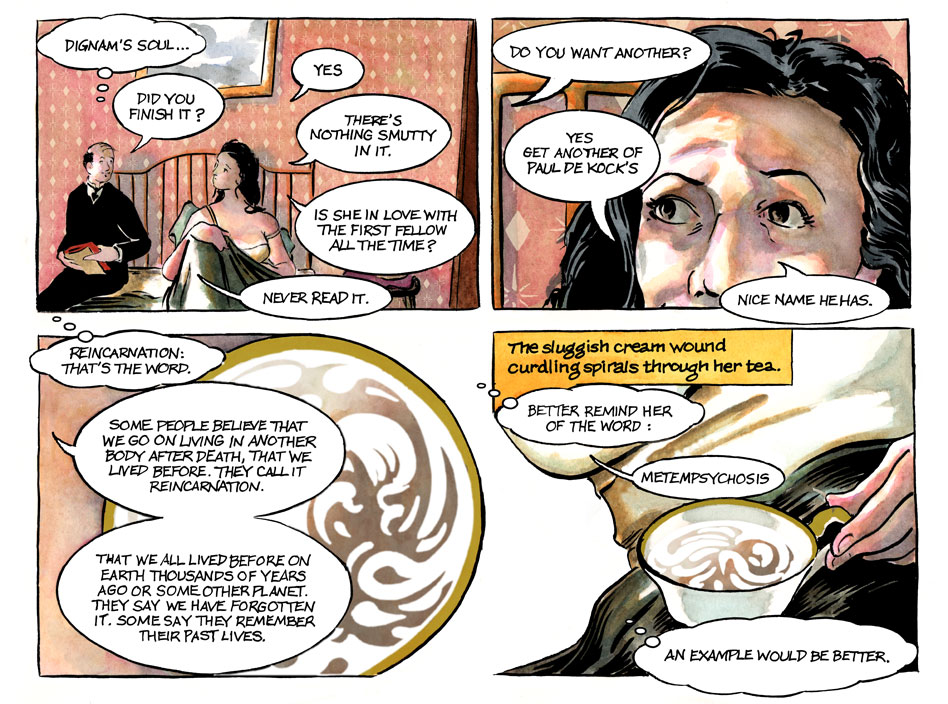 DIGNAM'S SOUL...
DID YOU
FINISH IT?
YES
THERE'S
NOTHING SMUTTY
IN IT.
IS SHE IN LOVE WITH
THE FIRST FELLOW
ALL THE TIME?
NEVER READ IT.
DO YOU WANT ANOTHER?
YES
GET ANOTHER OF
PAUL DE KOCK'S
NICE NAME HE HAS.
REINCARNATION:
THAT'S THE WORD.
SOME PEOPLE BELIEVE THAT
WE GO ON LIVING IN ANOTHER
BODY AFTER DEATH, THAT WE
LIVED BEFORE. THEY CALL IT
REINCARNATION.
THAT WE ALL LIVED BEFORE ON
EARTH THOUSANDS OF YEARS
AGO OR SOME OTHER PLANET.
THEY SAY WE HAVE FORGOTTEN
IT. SOME SAY THEY REMEMBER
THEIR PAST LIVES.
The sluggish cream wound
curdling spirals through her tea.
BETTER REMIND HER
OF THE WORD:
METEMPSYCHOSIS
AN EXAMPLE WOULD BE BETTER.